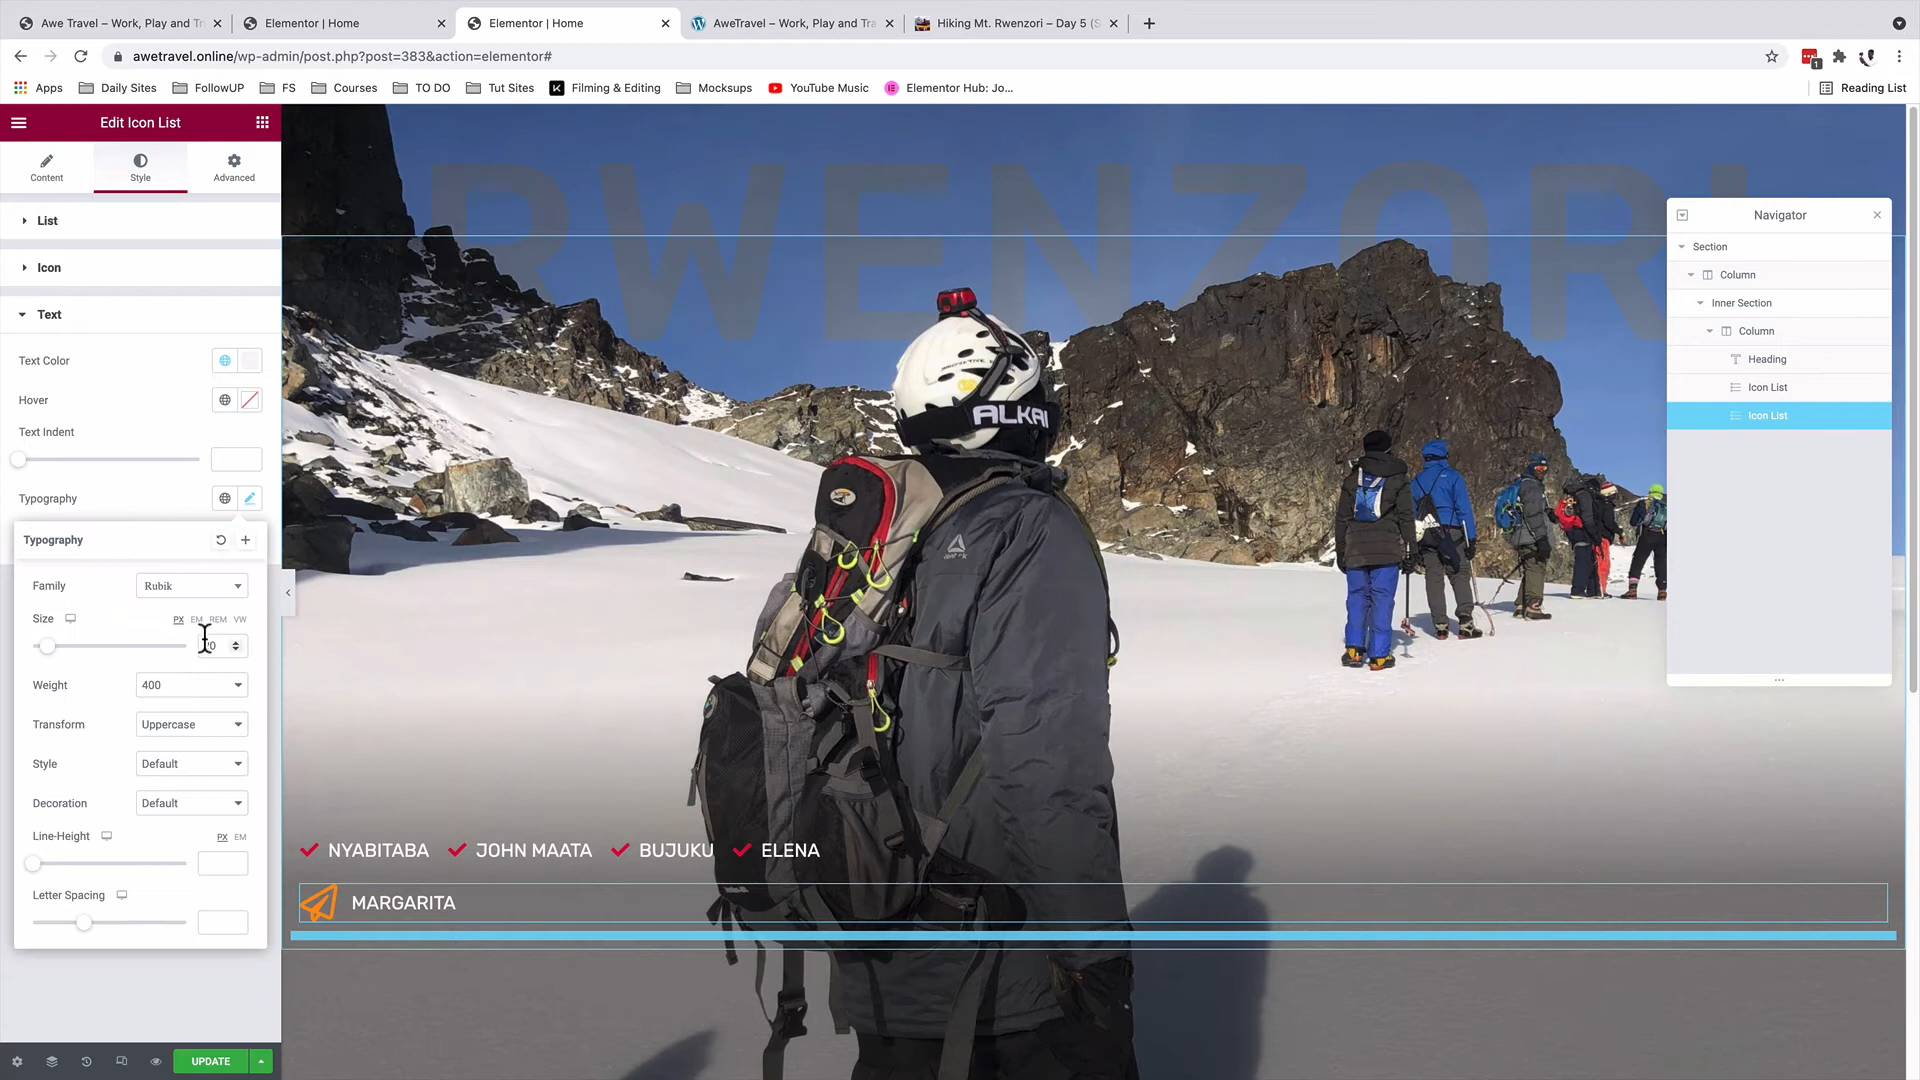 Awe Travel – Work, Play and Tr
Elementor | Home
Elementor | Home
AweTravel – Work, Play and Tra
Hiking Mt. Rwenzori – Day 5 (S
awetravel.online/wp-admin/post.php?post=383&action=elementor#
1
Apps
Daily Sites
FollowUP
FS
Courses
TO DO
Tut Sites
Filming & Editing
Mocksups
YouTube Music
Elementor Hub: Jo...
Reading List
Edit Icon List
Content
Style
Advanced
List
Icon
Text
Text Color
Hover
Text Indent
Typography
Typography
Family
Rubik
Size
PX EM REM VW
Weight
400
Transform
Uppercase
Style
Default
Decoration
Default
Line-Height
PX EM
Letter Spacing
UPDATE
RWENZORI
ALKAI
NYABITABA
JOHN MAATA
BUJUKU
ELENA
MARGARITA
Navigator
Section
Column
Inner Section
Column
Heading
Icon List
Icon List